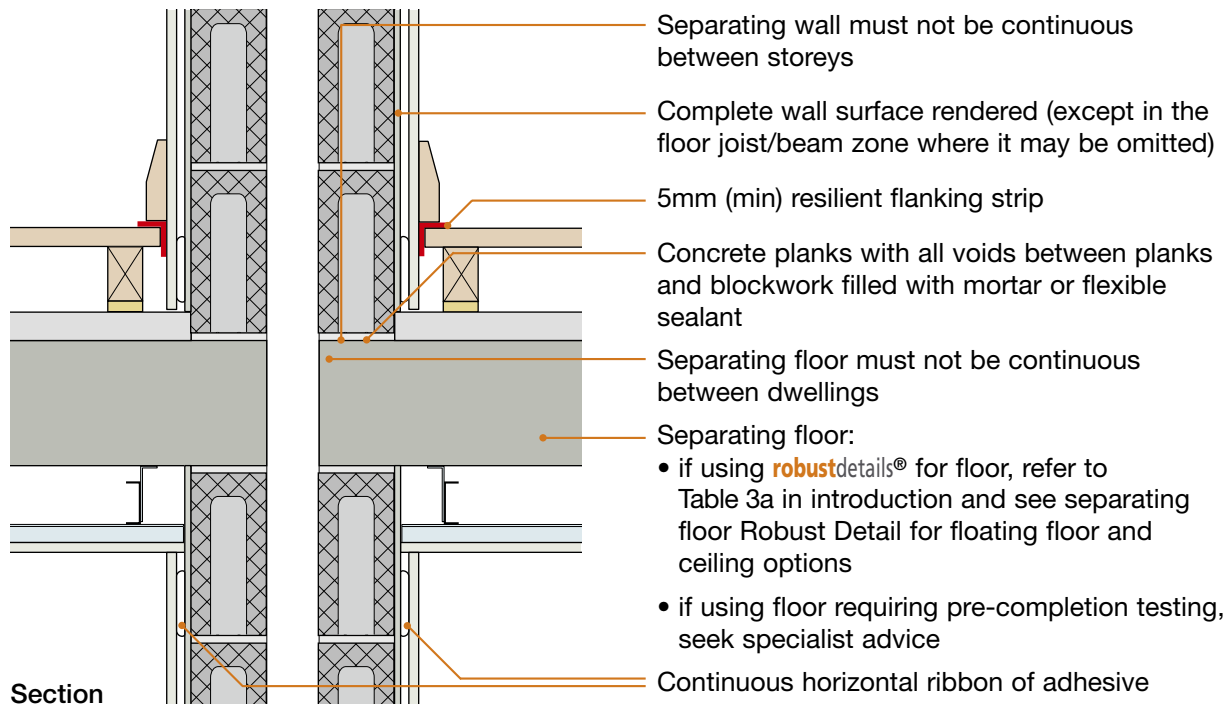 Separating wall must not be continuous
between storeys
Complete wall surface rendered (except in the
floor joist/beam zone where it may be omitted)
5mm (min) resilient flanking strip
Concrete planks with all voids between planks
and blockwork filled with mortar or flexible
sealant
Separating floor must not be continuous
between dwellings
Separating floor:
• if using robustdetails® for floor, refer to
Table 3a in introduction and see separating
floor Robust Detail for floating floor and
ceiling options
• if using floor requiring pre-completion testing,
seek specialist advice
Continuous horizontal ribbon of adhesive
Section